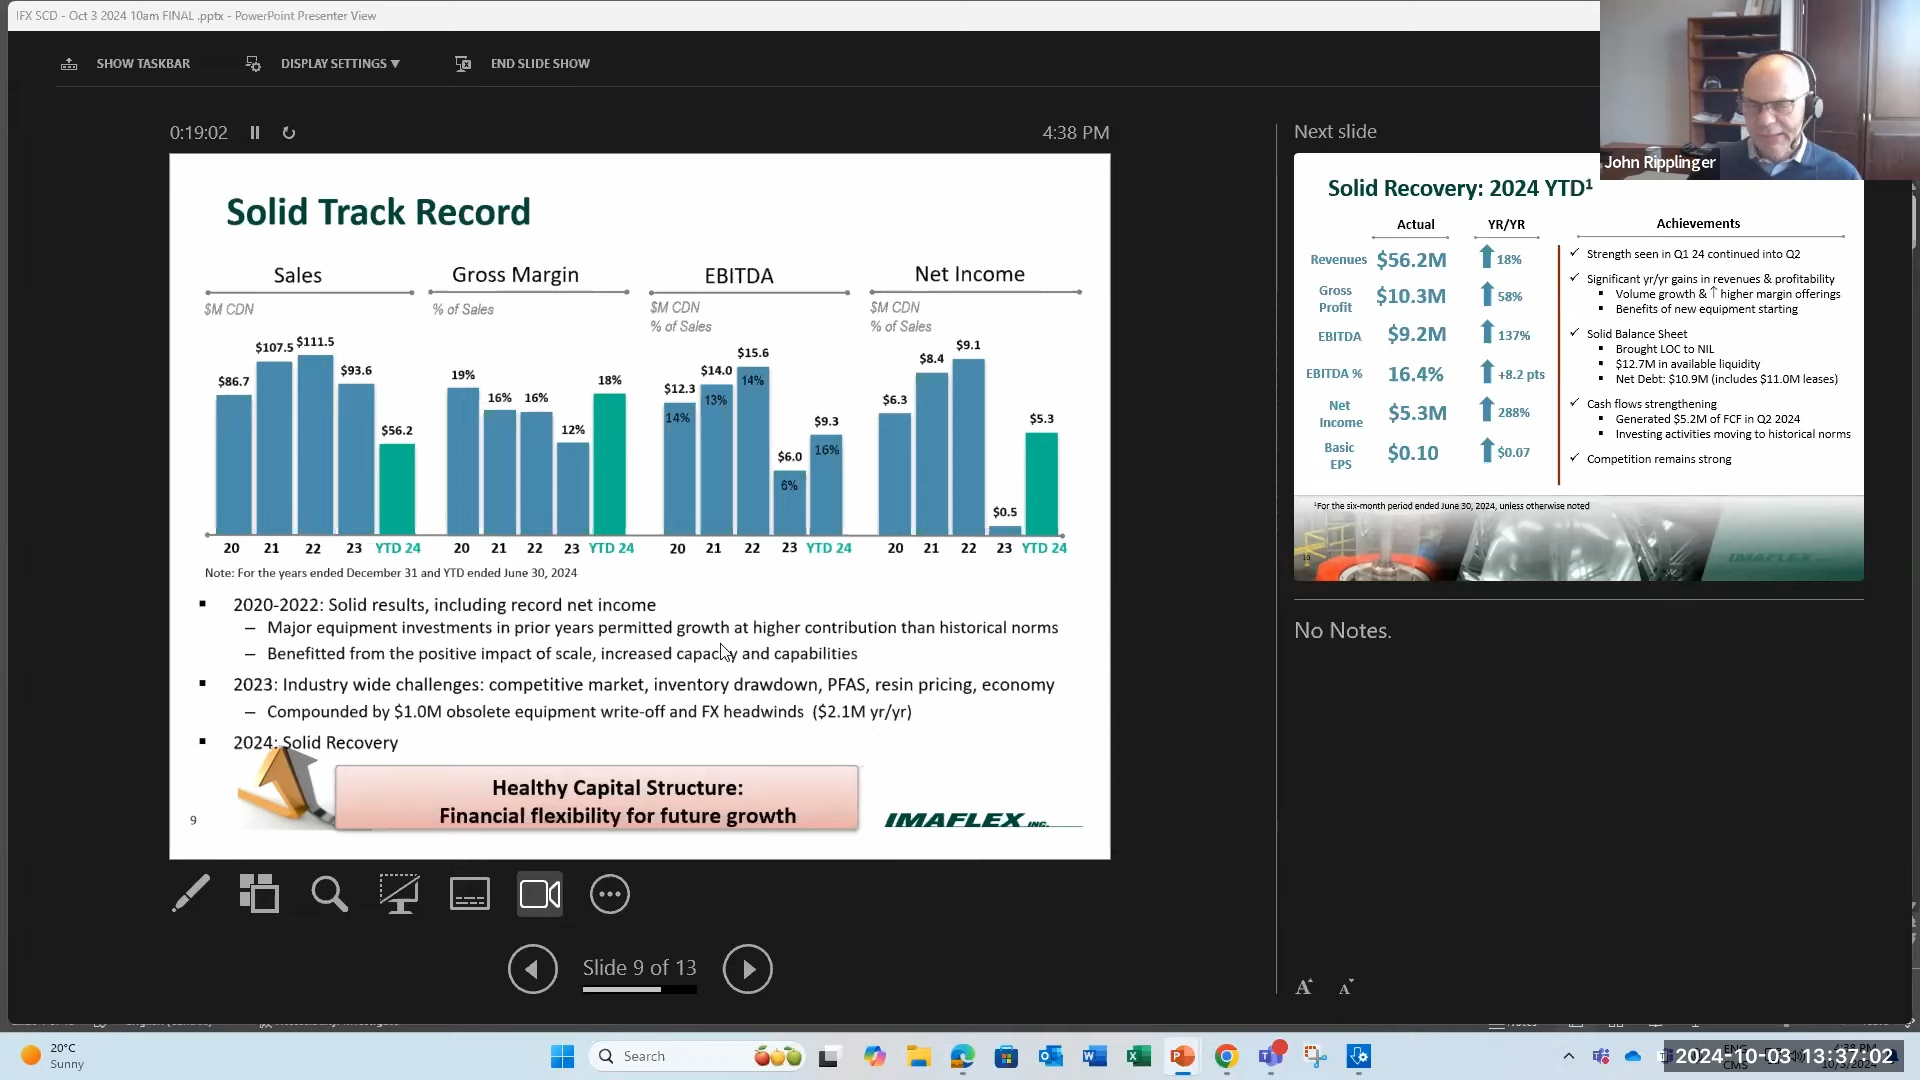 IFX SCD - Oct 3 2024 10am FINAL .pptx - PowerPoint Presenter View
SHOW TASKBAR
DISPLAY SETTINGS ▼
END SLIDE SHOW
John Ripplinger
0:19:02
4:38 PM
Next slide
Solid Track Record
Sales
Gross Margin
EBITDA
Net Income
$M CDN
% of Sales
$M CDN
% of Sales
$M CDN
% of Sales
$86.7
$107.5
$111.5
$93.6
$56.2
19%
16%
16%
12%
18%
$12.3
14%
$14.0
13%
$15.6
14%
$6.0
6%
$9.3
16%
$6.3
$8.4
$9.1
$0.5
$5.3
20 21 22 23 YTD 24
20 21 22 23 YTD 24
20 21 22 23 YTD 24
20 21 22 23 YTD 24
Note: For the years ended December 31 and YTD ended June 30, 2024
▪ 2020-2022: Solid results, including record net income
– Major equipment investments in prior years permitted growth at higher contribution than historical norms
– Benefitted from the positive impact of scale, increased capacity and capabilities
▪ 2023: Industry wide challenges: competitive market, inventory drawdown, PFAS, resin pricing, economy
– Compounded by $1.0M obsolete equipment write-off and FX headwinds ($2.1M yr/yr)
▪ 2024: Solid Recovery
Healthy Capital Structure:
Financial flexibility for future growth
9
IMAFLEX INC.
Solid Recovery: 2024 YTD¹
Actual
YR/YR
Achievements
Revenues $56.2M 18%
Gross Profit $10.3M 58%
EBITDA $9.2M 137%
EBITDA % 16.4% +8.2 pts
Net Income $5.3M 288%
Basic EPS $0.10 $0.07
✓ Strength seen in Q1 24 continued into Q2
✓ Significant yr/yr gains in revenues & profitability
▪ Volume growth & ↑ higher margin offerings
▪ Benefits of new equipment starting
✓ Solid Balance Sheet
▪ Brought LOC to NIL
▪ $12.7M in available liquidity
▪ Net Debt: $10.9M (includes $11.0M leases)
✓ Cash flows strengthening
▪ Generated $5.2M of FCF in Q2 2024
▪ Investing activities moving to historical norms
✓ Competition remains strong
¹For the six-month period ended June 30, 2024, unless otherwise noted
10
IMAFLEX
No Notes.
Slide 9 of 13
A A
20°C
Sunny
Search
2024-10-03 13:37:02